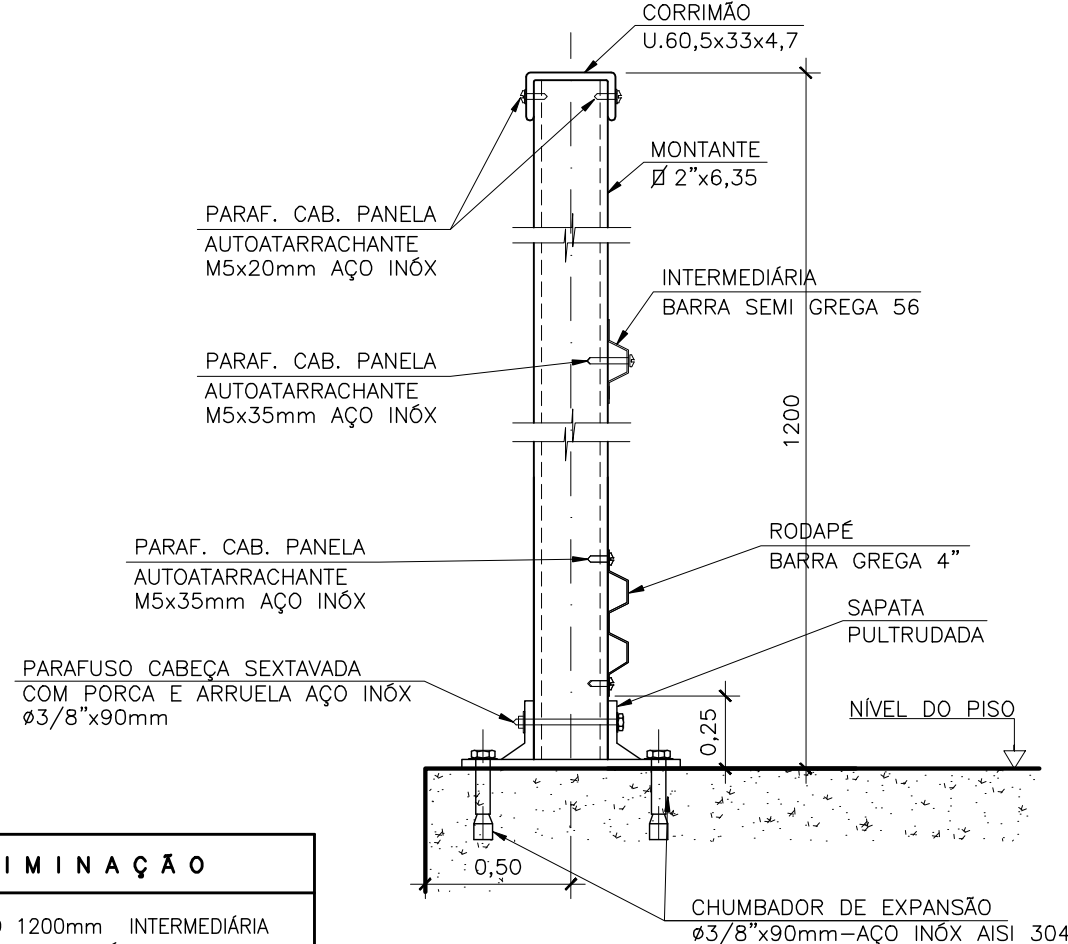 CORRIMÃO
U.60,5x33x4,7
MONTANTE
2"x6,35
PARAF. CAB. PANELA
AUTOATARRACHANTE
M5x20mm AÇO INÓX
INTERMEDIÁRIA
BARRA SEMI GREGA 56
PARAF. CAB. PANELA
AUTOATARRACHANTE
M5x35mm AÇO INÓX
1200
RODAPÉ
BARRA GREGA 4"
PARAF. CAB. PANELA
AUTOATARRACHANTE
M5x35mm AÇO INÓX
SAPATA
PULTRUDADA
PARAFUSO CABEÇA SEXTAVADA
COM PORCA E ARRUELA AÇO INÓX
ø3/8"x90mm
0,25
NÍVEL DO PISO
IMINAÇÃO
0,50
1200mm INTERMEDIÁRIA
CHUMBADOR DE EXPANSÃO
ø3/8"x90mm-AÇO INÓX AISI 304